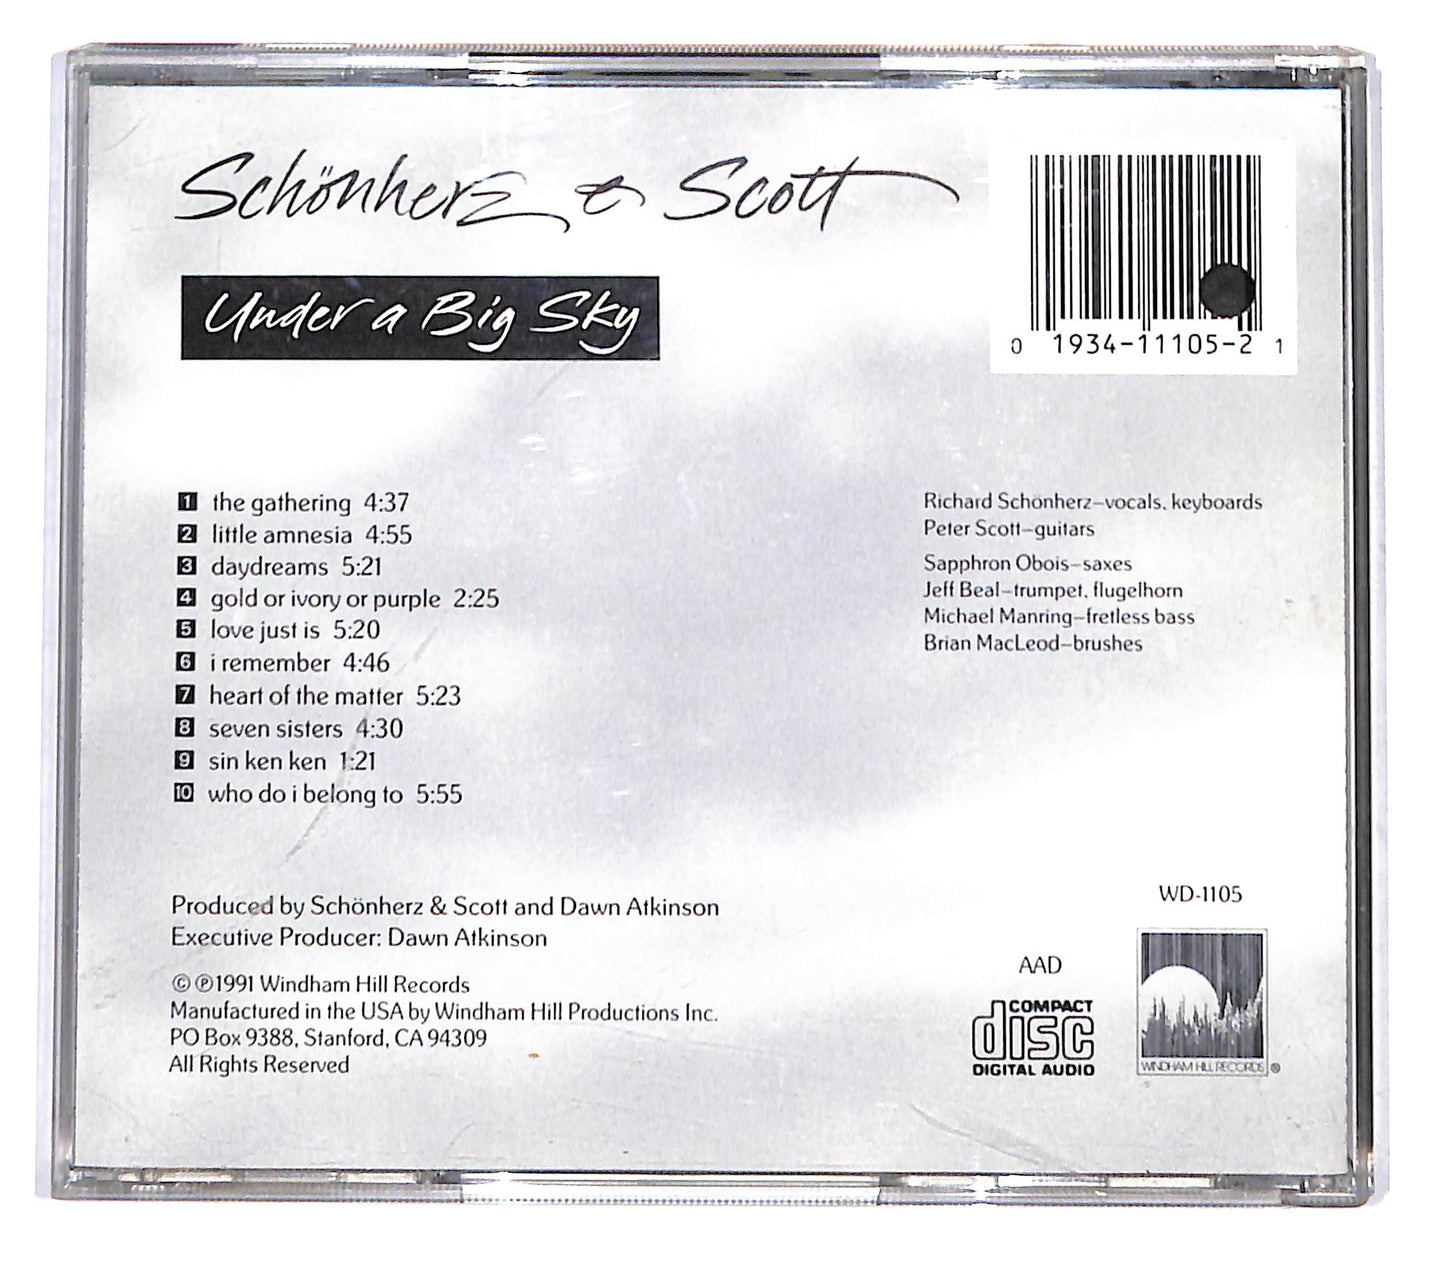 Schönherz & Scott
Under a Big Sky
0 1934-11105-2 1
1 the gathering 4:37
2 little amnesia 4:55
3 daydreams 5:21
4 gold or ivory or purple 2:25
5 love just is 5:20
6 i remember 4:46
7 heart of the matter 5:23
8 seven sisters 4:30
9 sin ken ken 1:21
10 who do i belong to 5:55
Richard Schönherz–vocals, keyboards
Peter Scott–guitars
Sapphron Obois–saxes
Jeff Beal–trumpet, flugelhorn
Michael Manring–fretless bass
Brian MacLeod–brushes
Produced by Schönherz & Scott and Dawn Atkinson
Executive Producer: Dawn Atkinson
© ℗ 1991 Windham Hill Records
Manufactured in the USA by Windham Hill Productions Inc.
PO Box 9388, Stanford, CA 94309
All Rights Reserved
WD-1105
AAD
COMPACT
disc
DIGITAL AUDIO
WINDHAM HILL RECORDS ®